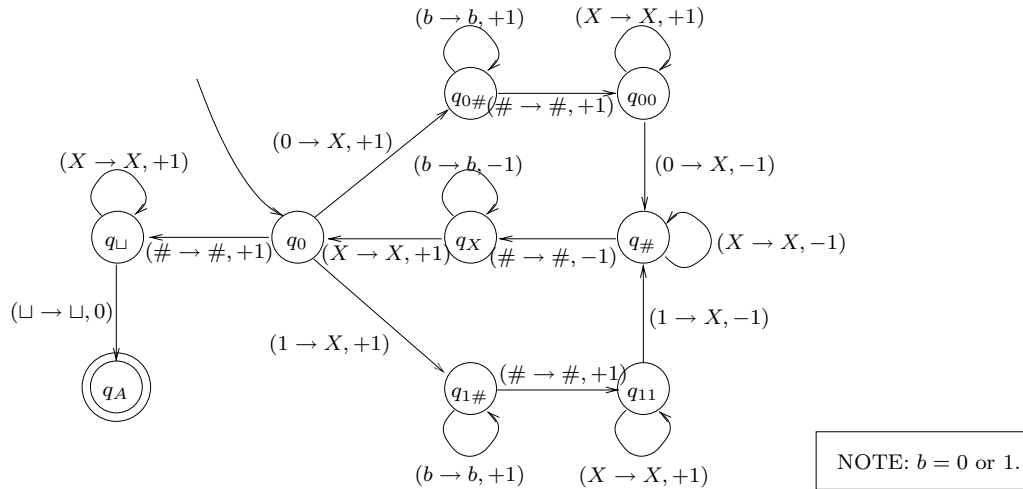 (b → b, +1)
(X → X, +1)
q0#
(# → #, +1)
q00
(0 → X, +1)
(X → X, +1)
(b → b, −1)
(0 → X, −1)
q⊔
(# → #, +1)
q0
(X → X, +1)
qX
(# → #, −1)
q#
(X → X, −1)
(⊔ → ⊔, 0)
(1 → X, +1)
(1 → X, −1)
qA
q1#
(# → #, +1)
q11
(b → b, +1)
(X → X, +1)
NOTE: b = 0 or 1.